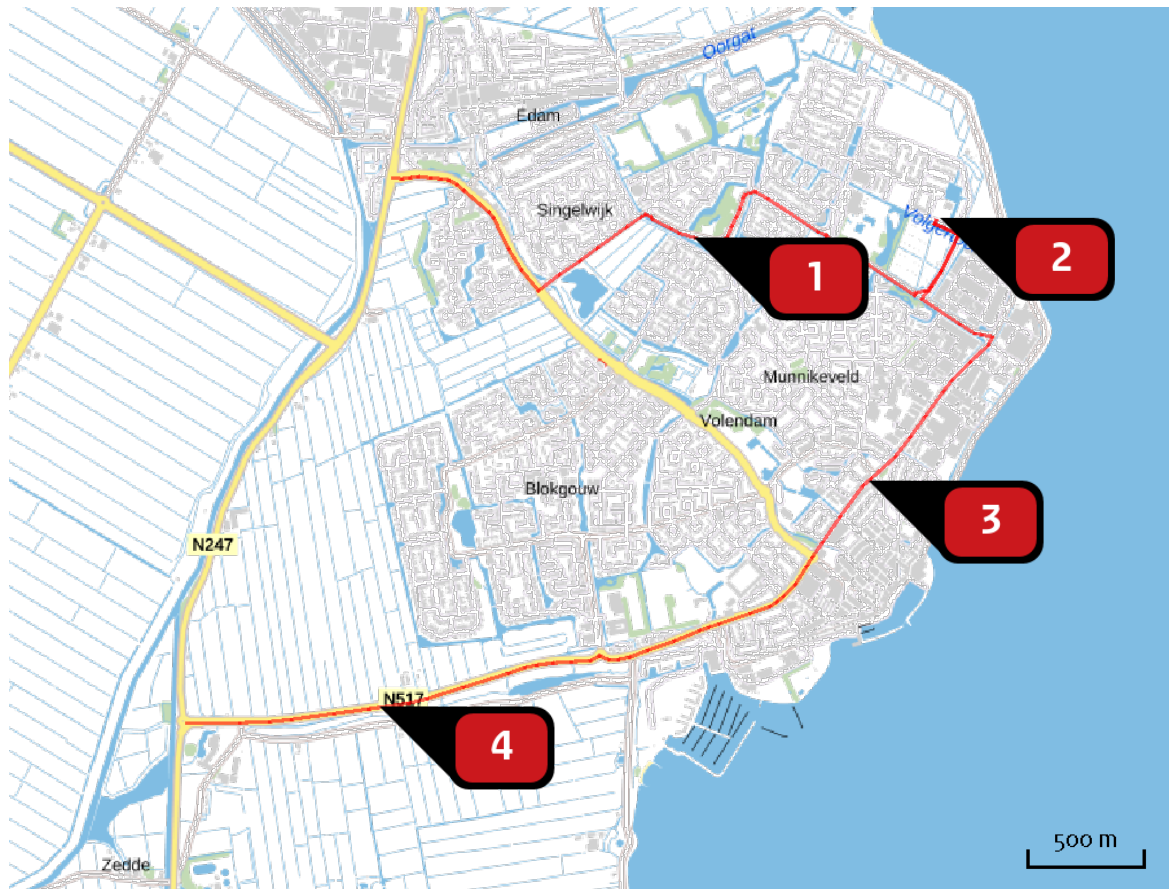 Oorgat
Edam
Singelwijk
1
2
Munnikeveld
Volendam
Blokgouw
3
N247
N517
4
500 m
Zedde